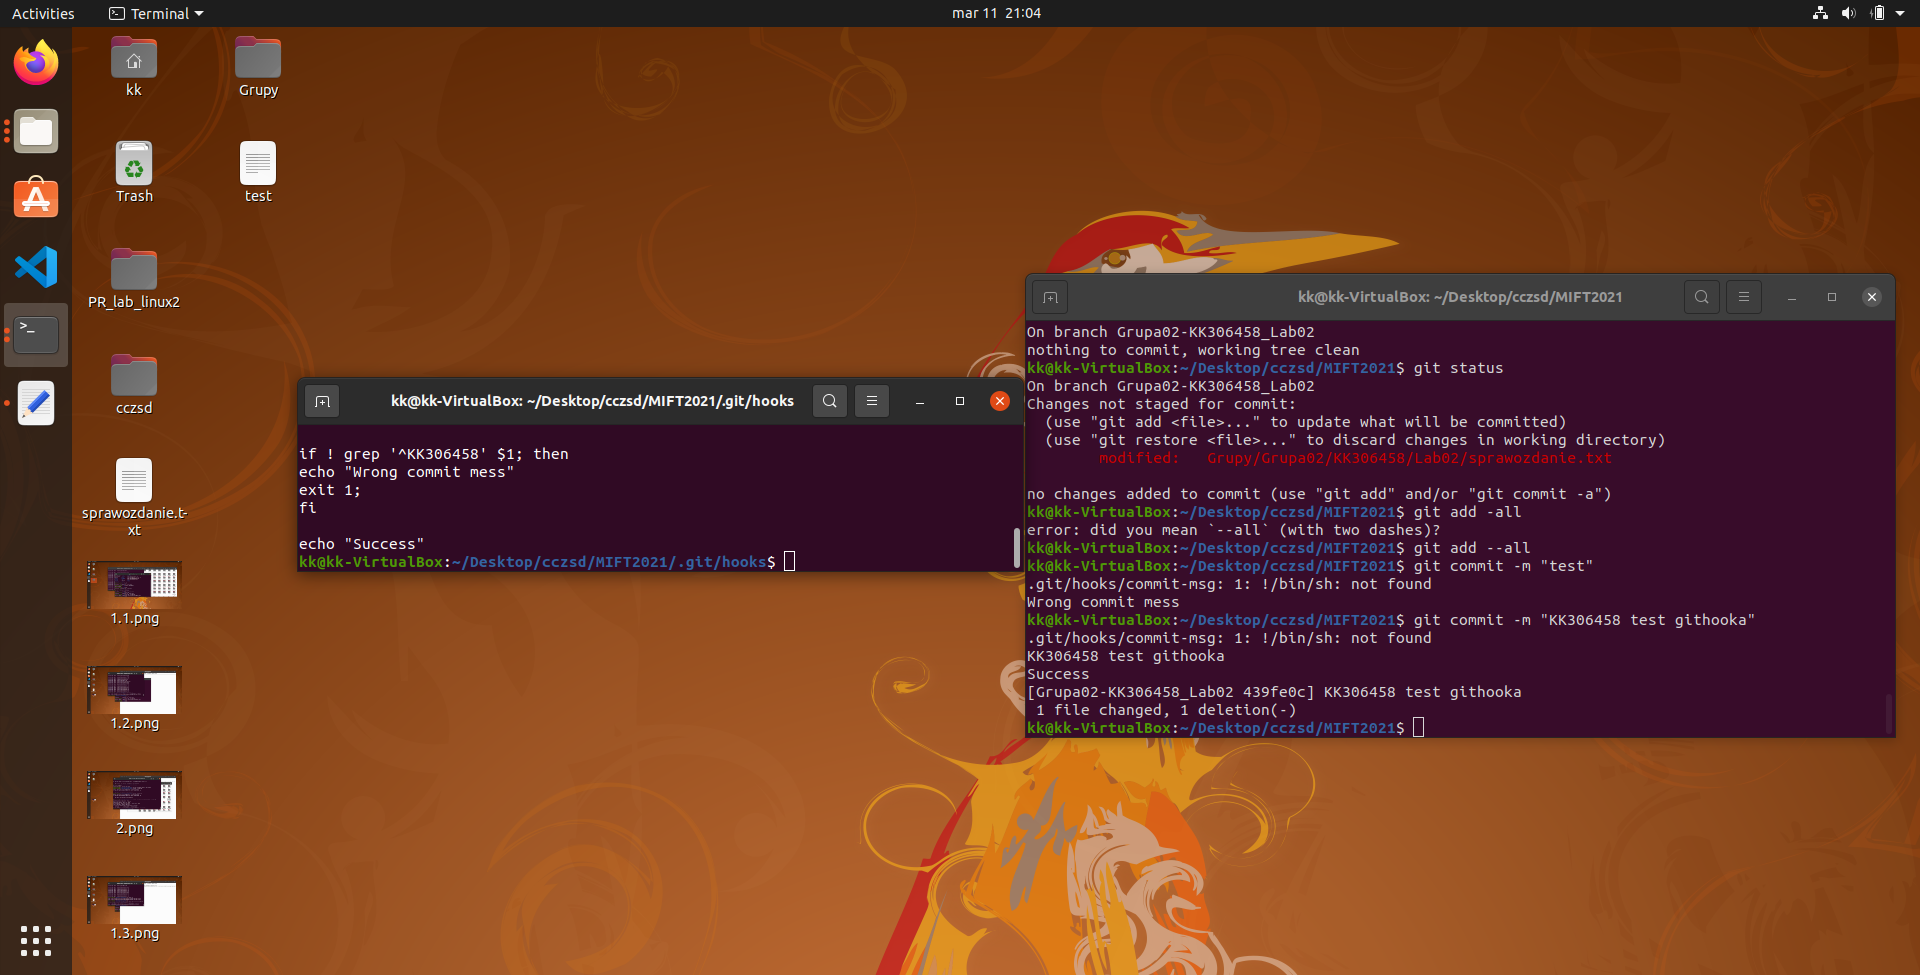 Activities
Terminal
mar 11 21:04
kk
Grupy
Trash
test
PR_lab_linux2
cczsd
sprawozdanie.t-
xt
1.1.png
1.2.png
2.png
1.3.png
kk@kk-VirtualBox: ~/Desktop/cczsd/MIFT2021/.git/hooks
if ! grep '^KK306458' $1; then
echo "Wrong commit mess"
exit 1;
fi
echo "Success"
kk@kk-VirtualBox:~/Desktop/cczsd/MIFT2021/.git/hooks$
kk@kk-VirtualBox: ~/Desktop/cczsd/MIFT2021
On branch Grupa02-KK306458_Lab02
nothing to commit, working tree clean
kk@kk-VirtualBox:~/Desktop/cczsd/MIFT2021$ git status
On branch Grupa02-KK306458_Lab02
Changes not staged for commit:
  (use "git add <file>..." to update what will be committed)
  (use "git restore <file>..." to discard changes in working directory)
        modified:   Grupy/Grupa02/KK306458/Lab02/sprawozdanie.txt
no changes added to commit (use "git add" and/or "git commit -a")
kk@kk-VirtualBox:~/Desktop/cczsd/MIFT2021$ git add -all
error: did you mean `--all` (with two dashes)?
kk@kk-VirtualBox:~/Desktop/cczsd/MIFT2021$ git add --all
kk@kk-VirtualBox:~/Desktop/cczsd/MIFT2021$ git commit -m "test"
.git/hooks/commit-msg: 1: !/bin/sh: not found
Wrong commit mess
kk@kk-VirtualBox:~/Desktop/cczsd/MIFT2021$ git commit -m "KK306458 test githooka"
.git/hooks/commit-msg: 1: !/bin/sh: not found
KK306458 test githooka
Success
[Grupa02-KK306458_Lab02 439fe0c] KK306458 test githooka
 1 file changed, 1 deletion(-)
kk@kk-VirtualBox:~/Desktop/cczsd/MIFT2021$